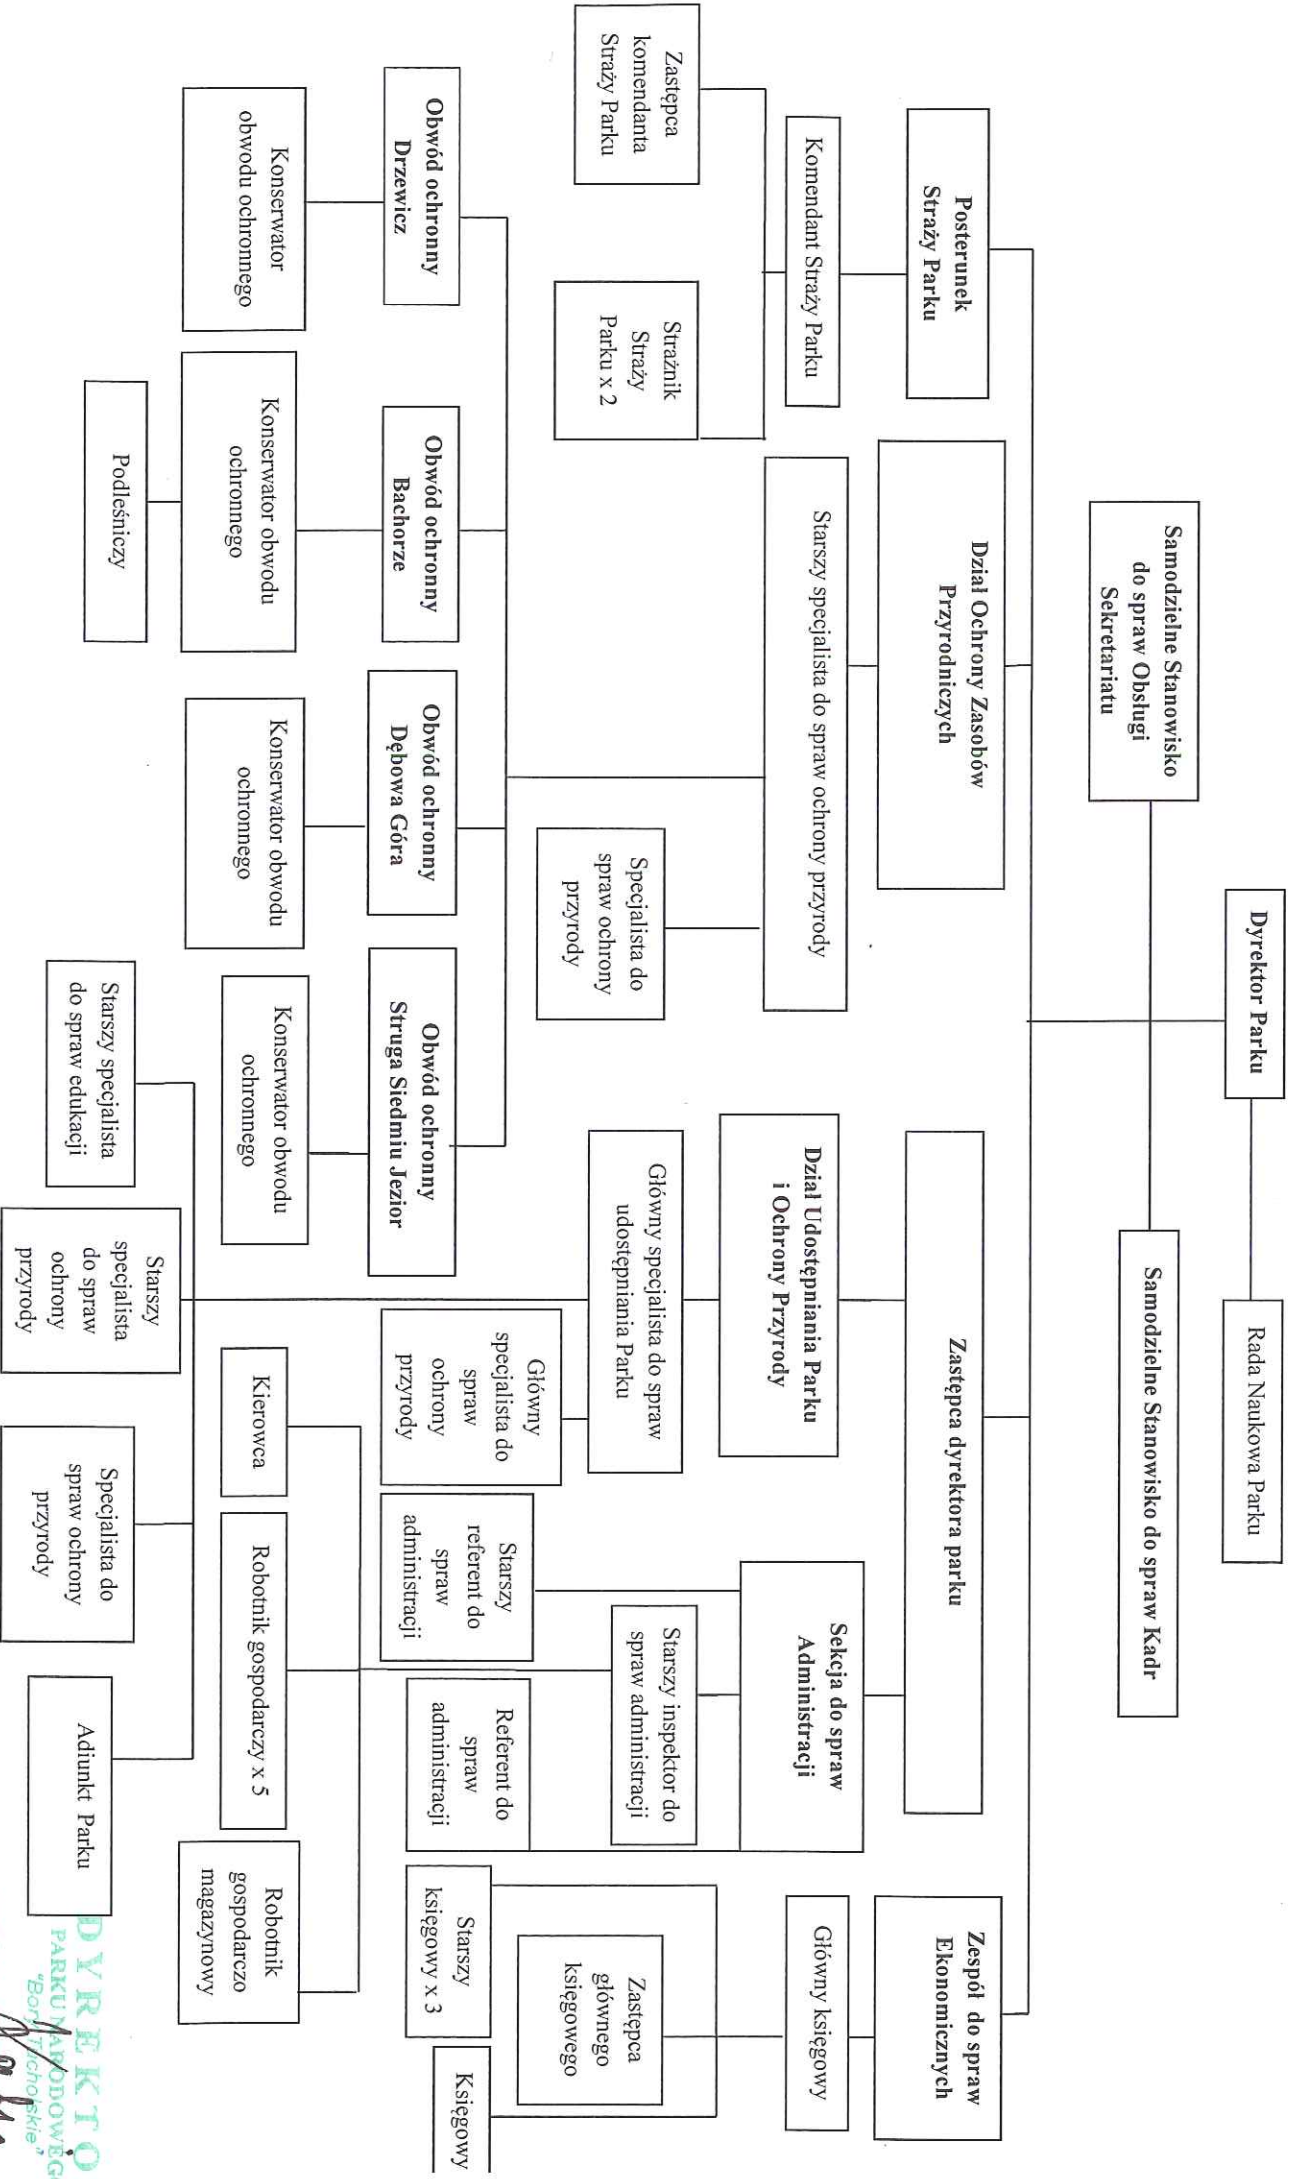 Dyrektor Parku
Rada Naukowa Parku
Samodzielne Stanowisko
do spraw Obsługi
Sekretariatu
Samodzielne Stanowisko do spraw Kadr
Posterunek
Straży Parku
Dział Ochrony Zasobów
Przyrodniczych
Zastępca dyrektora parku
Zespół do spraw
Ekonomicznych
Komendant Straży Parku
Starszy specjalista do spraw ochrony przyrody
Dział Udostępniania Parku
i Ochrony Przyrody
Sekcja do spraw
Administracji
Główny księgowy
Zastępca
komendanta
Straży Parku
Strażnik
Straży
Parku x 2
Specjalista do
spraw ochrony
przyrody
Główny specjalista do spraw
udostępniania Parku
Starszy inspektor do
spraw administracji
Zastępca
głównego
księgowego
Główny
specjalista do
spraw
ochrony
przyrody
Starszy
referent do
spraw
administracji
Referent do
spraw
administracji
Starszy
księgowy x 3
Księgowy
Obwód ochronny
Drzewicz
Obwód ochronny
Bachorze
Obwód ochronny
Dębowa Góra
Obwód ochronny
Struga Siedmiu Jezior
Konserwator
obwodu ochronnego
Konserwator obwodu
ochronnego
Konserwator obwodu
ochronnego
Konserwator obwodu
ochronnego
Kierowca
Robotnik gospodarczy x 5
Robotnik
gospodarczo
magazynowy
Podleśniczy
Starszy specjalista
do spraw edukacji
Starszy
specjalista
do spraw
ochrony
przyrody
Specjalista do
spraw ochrony
przyrody
Adiunkt Parku
DYREKTO
PARKU NARODOWEG
"Bory Tucholskie"